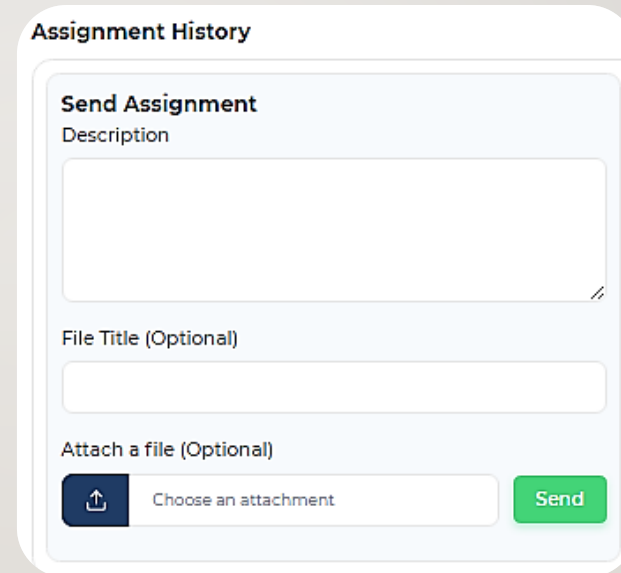 Assignment History
Send Assignment
Description
File Title (Optional)
Attach a file (Optional)
Choose an attachment
Send